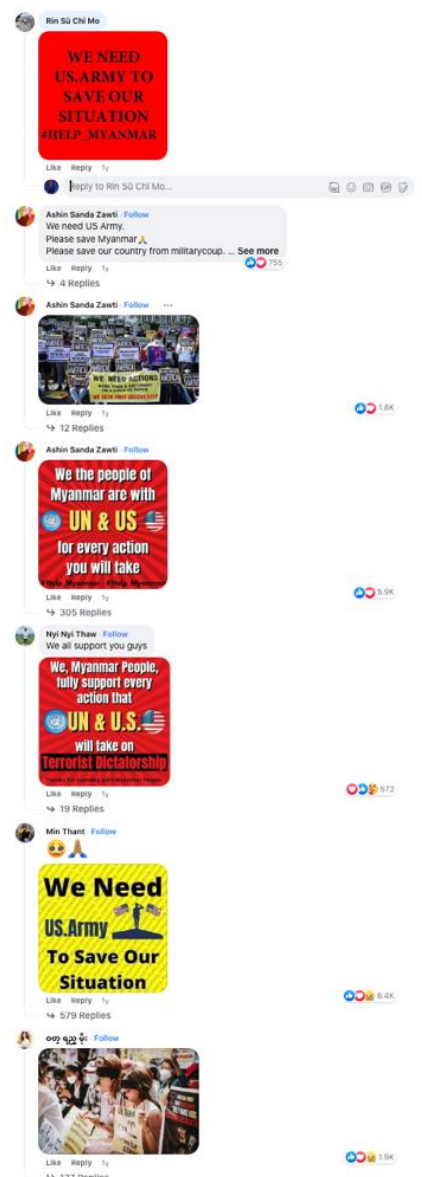 Rin Sü Chi Mo
WE NEED
US.ARMY TO
SAVE OUR
SITUATION
#HELP_MYANMAR
Like Reply 1y
Reply to Rin Sü Chi Mo...
Ashin Sanda Zawti · Follow
We need US Army.
Please save Myanmar🙏
Please save our country from militarycoup. ... See more
755
Like Reply 1y
4 Replies
Ashin Sanda Zawti · Follow ...
AMERICA
WE NEED ACTIONS
1.8K
Like Reply 1y
12 Replies
Ashin Sanda Zawti · Follow
We the people of
Myanmar are with
UN & US
for every action
you will take
#Help_Myanmar #Help_Myanmar
5.9K
Like Reply 1y
305 Replies
Nyi Nyi Thaw · Follow
We all support you guys
We, Myanmar People,
fully support every
action that
UN & U.S.
will take on
Terrorist Dictatorship
572
Like Reply 1y
19 Replies
Min Thant · Follow
🥺🙏
We Need
US.Army
To Save Our
Situation
6.4K
Like Reply 1y
579 Replies
Follow
1.9K
Like Reply 1y